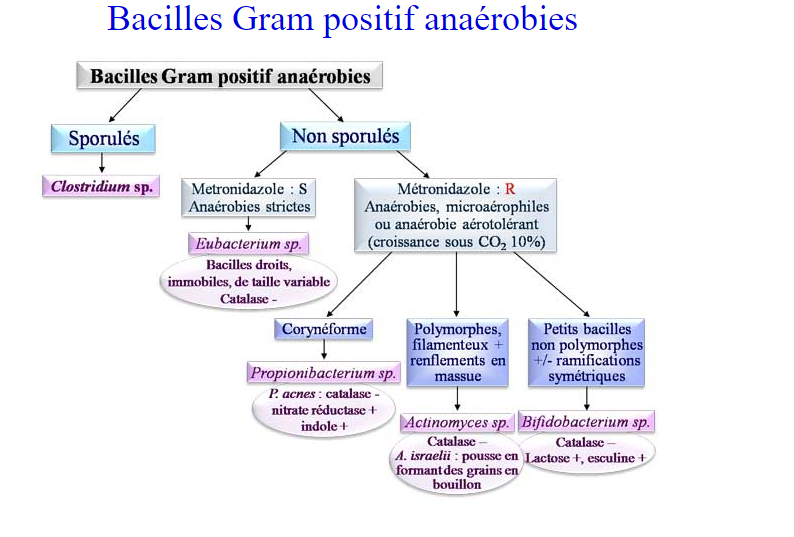 Bacilles Gram positif anaérobies
Bacilles Gram positif anaérobies
Sporulés
Non sporulés
Clostridium sp.
Metronidazole : S
Anaérobies strictes
Métronidazole : R
Anaérobies, microaérophiles
ou anaérobie aérotolérant
(croissance sous CO₂ 10%)
Eubacterium sp.
Bacilles droits,
immobiles, de taille variable
Catalase -
Corynéforme
Polymorphes,
filamenteux +
renflements en
massue
Petits bacilles
non polymorphes
+/- ramifications
symétriques
Propionibacterium sp.
P. acnes : catalase -
nitrate réductase +
indole +
Actinomyces sp.
Catalase –
A. israelii : pousse en
formant des grains en
bouillon
Bifidobacterium sp.
Catalase –
Lactose +, esculine +